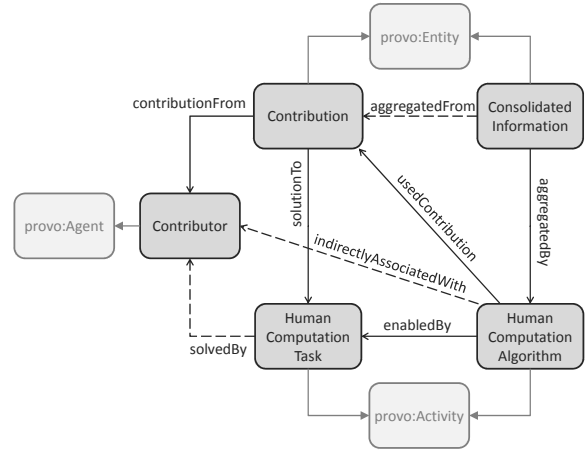 provo:Entity
contributionFrom
Contribution
aggregatedFrom
Consolidated
Information
solutionTo
usedContribution
aggregatedBy
provo:Agent
Contributor
indirectlyAssociatedWith
solvedBy
Human
Computation
Task
enabledBy
Human
Computation
Algorithm
provo:Activity